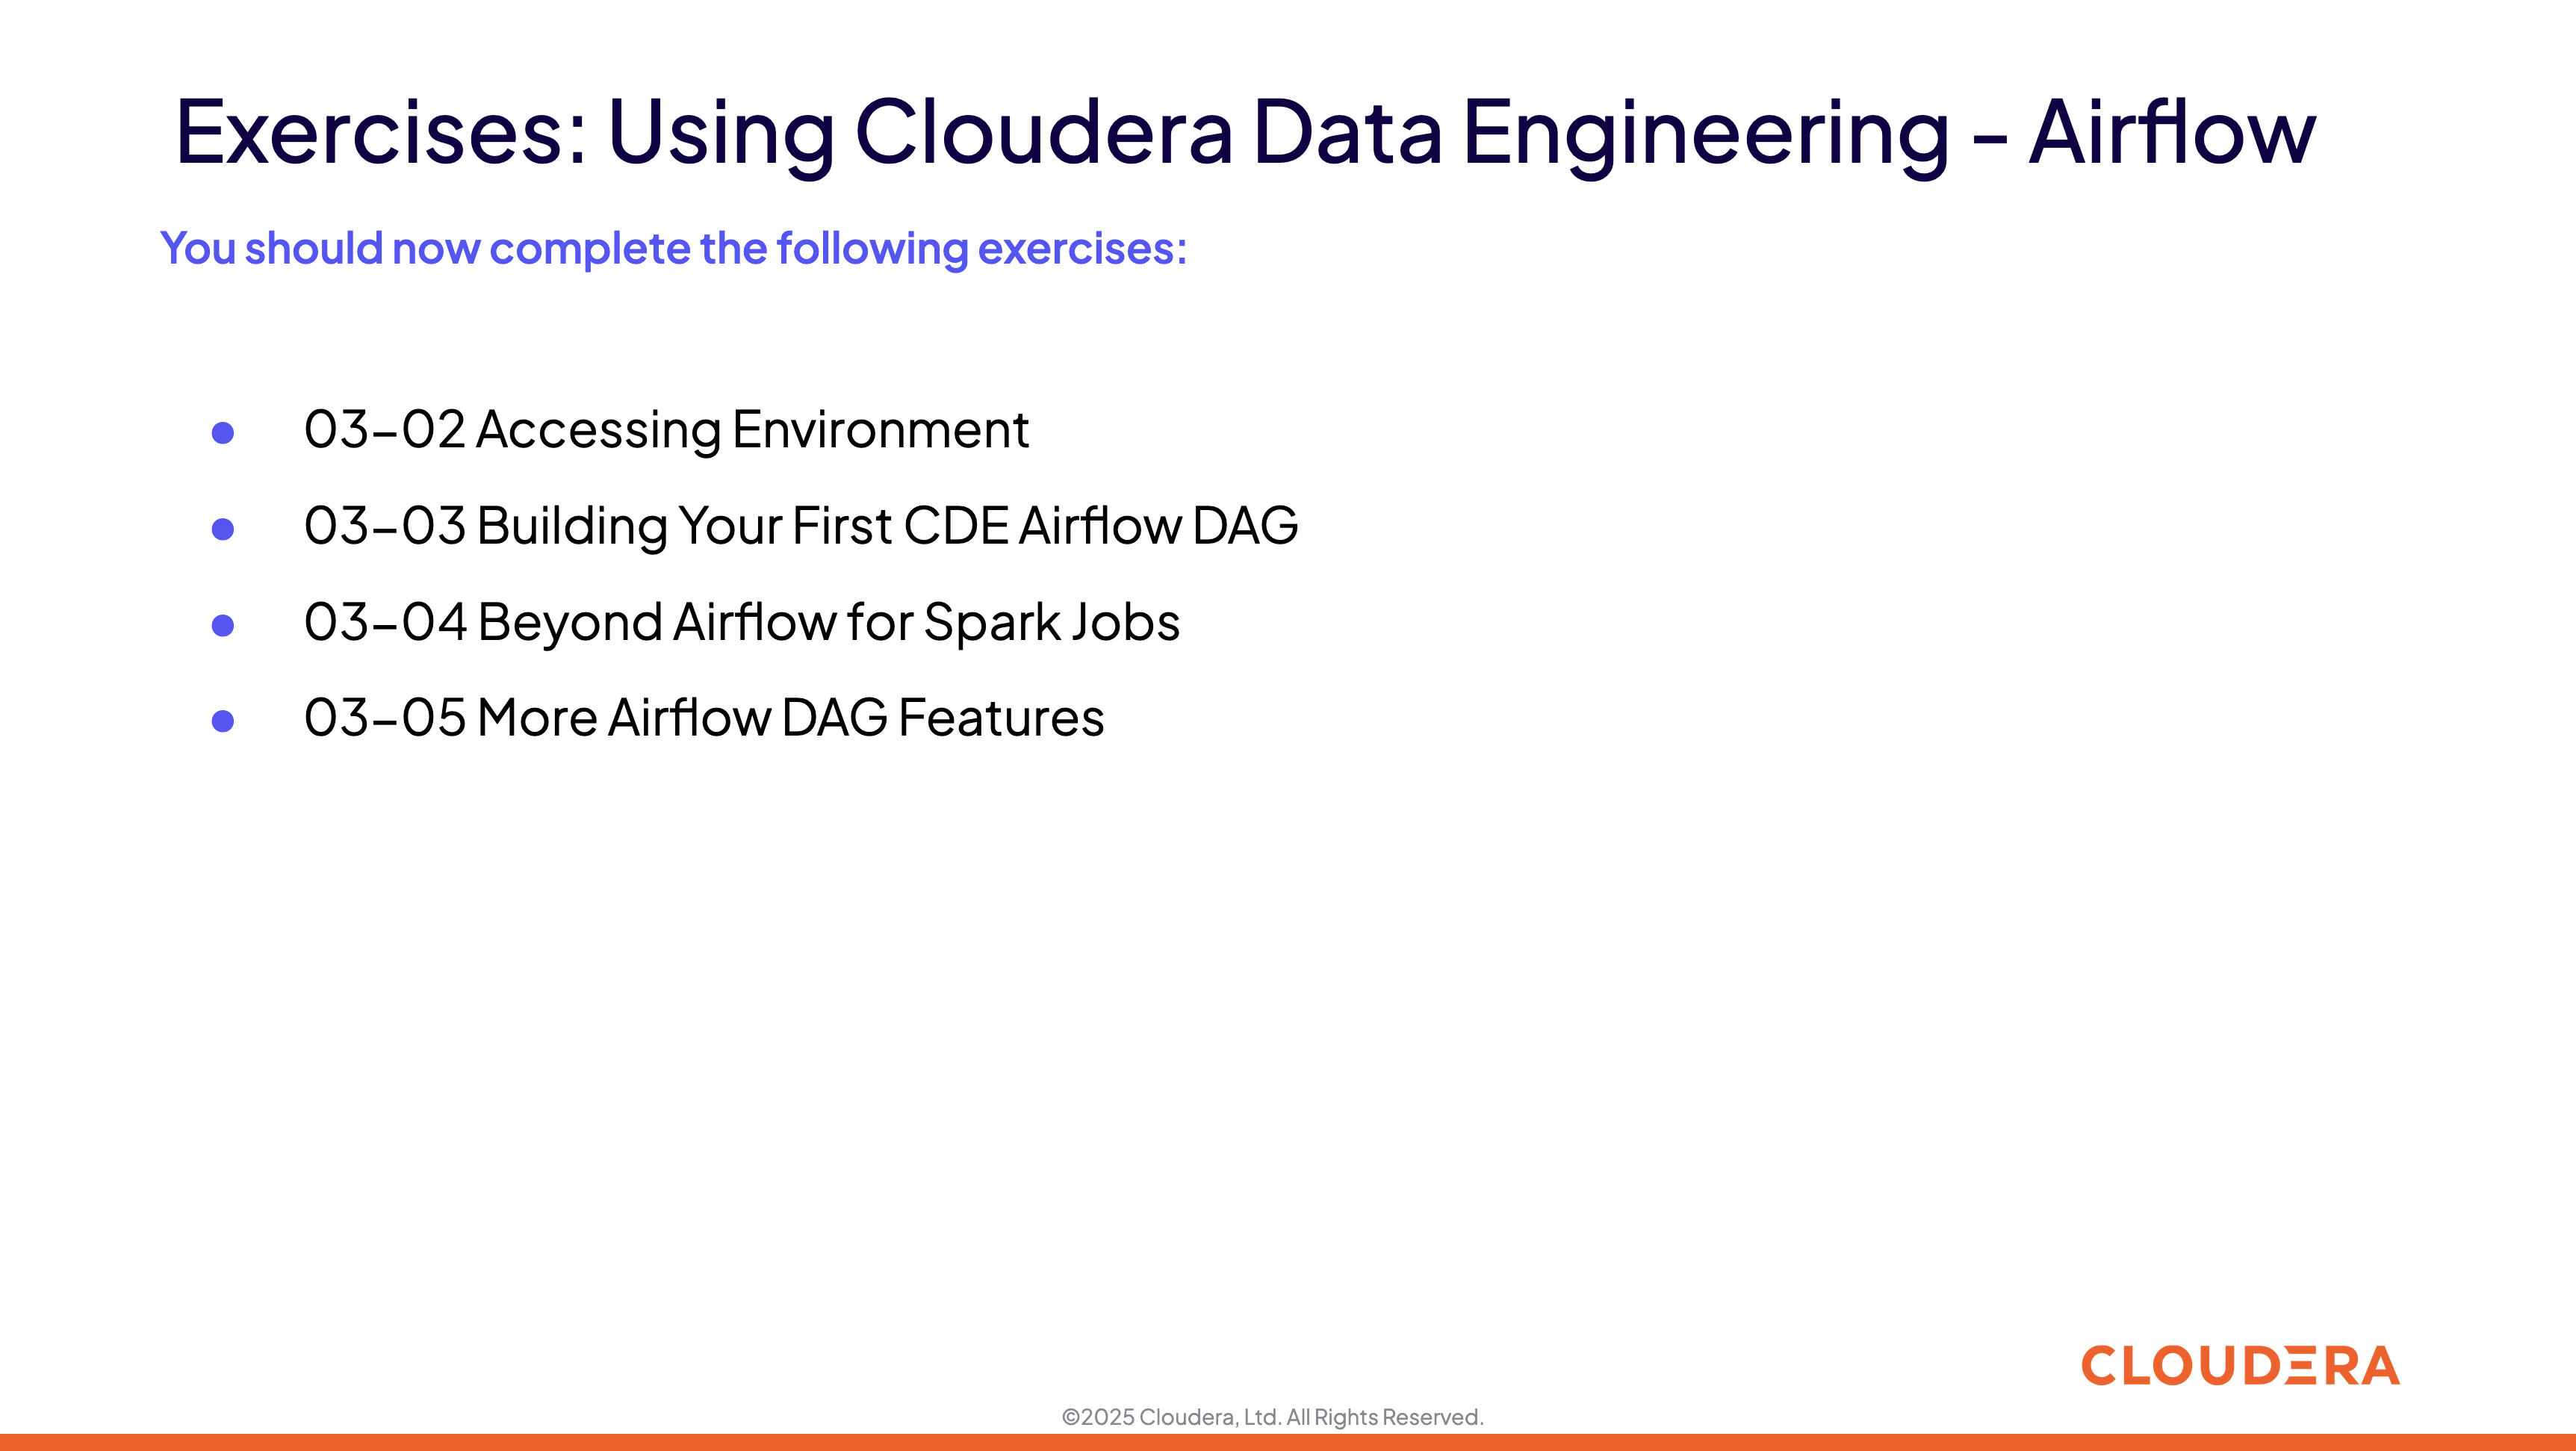 Exercises: Using Cloudera Data Engineering – Airflow
You should now complete the following exercises:
● 03–02 Accessing Environment
● 03–03 Building Your First CDE Airflow DAG
● 03–04 Beyond Airflow for Spark Jobs
● 03–05 More Airflow DAG Features
CLOUDERA
©2025 Cloudera, Ltd. All Rights Reserved.